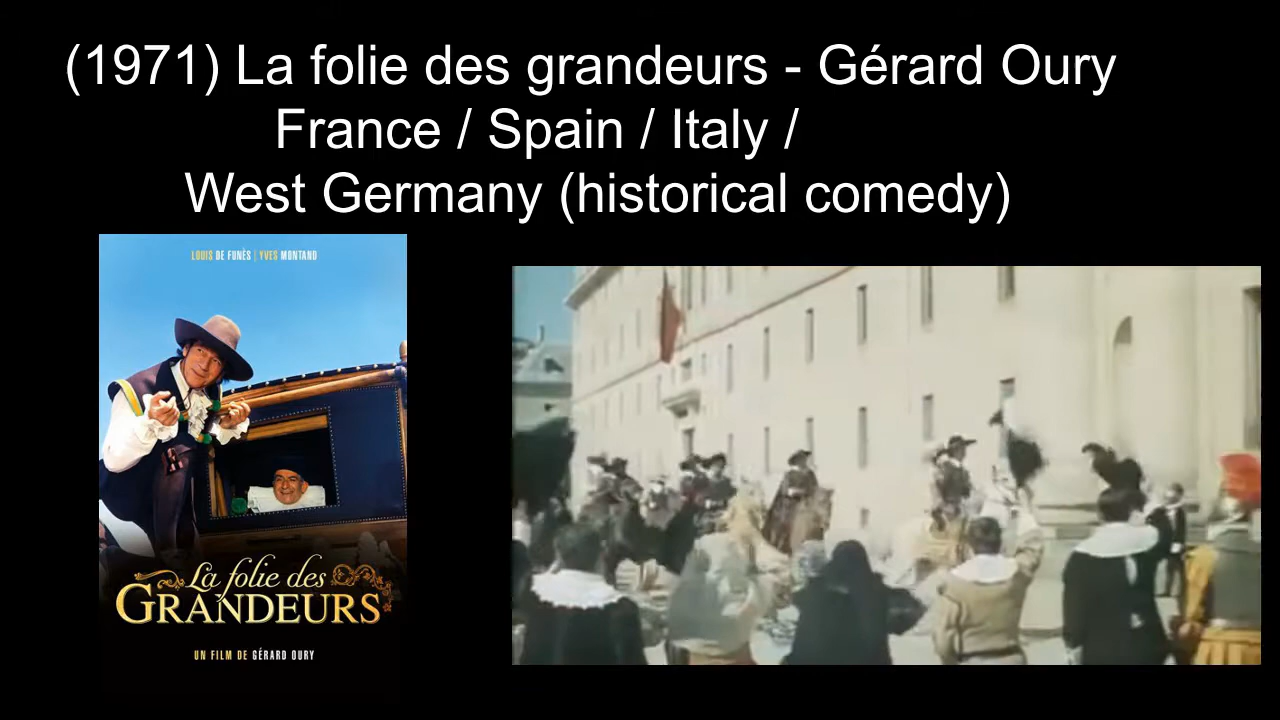 (1971) La folie des grandeurs - Gérard Oury
France / Spain / Italy /
West Germany (historical comedy)
LOUIS DE FUNÈS | YVES MONTAND
La folie des
GRANDEURS
UN FILM DE GÉRARD OURY